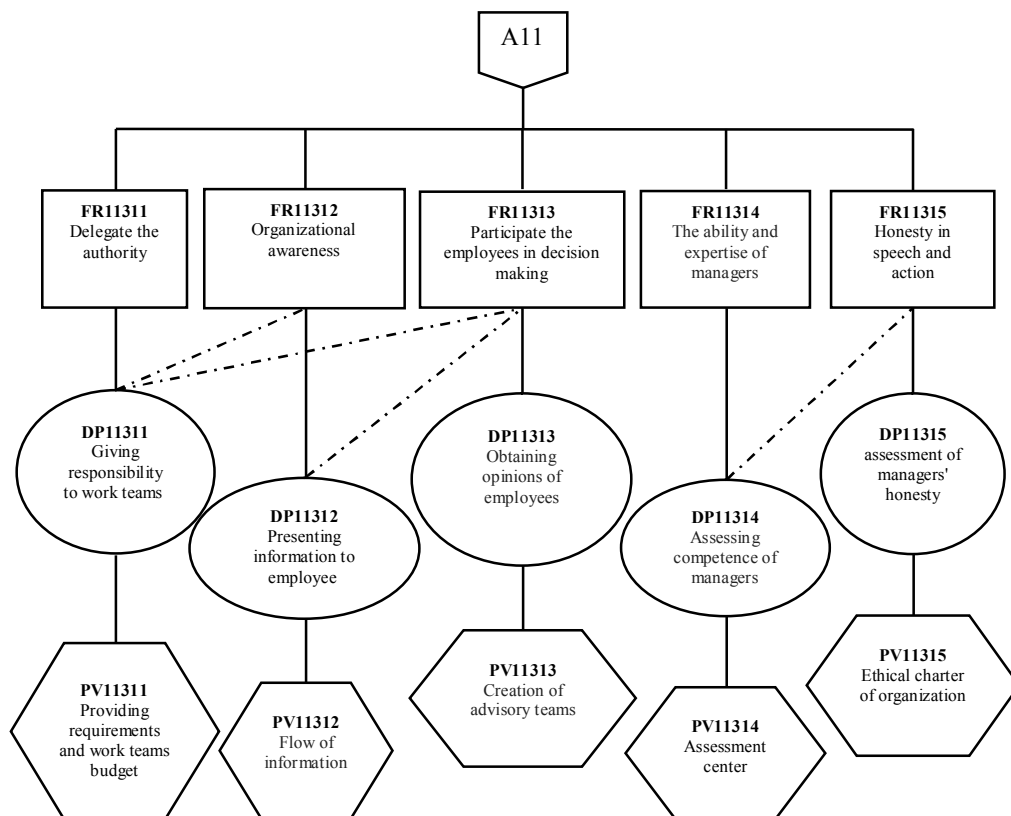 A11
FR11311
Delegate the
authority
FR11312
Organizational
awareness
FR11313
Participate the
employees in decision
making
FR11314
The ability and
expertise of
managers
FR11315
Honesty in
speech and
action
DP11311
Giving
responsibility
to work teams
DP11312
Presenting
information to
employee
DP11313
Obtaining
opinions of
employees
DP11314
Assessing
competence of
managers
DP11315
assessment of
managers'
honesty
PV11311
Providing
requirements
and work teams
budget
PV11312
Flow of
information
PV11313
Creation of
advisory teams
PV11314
Assessment
center
PV11315
Ethical charter
of organization